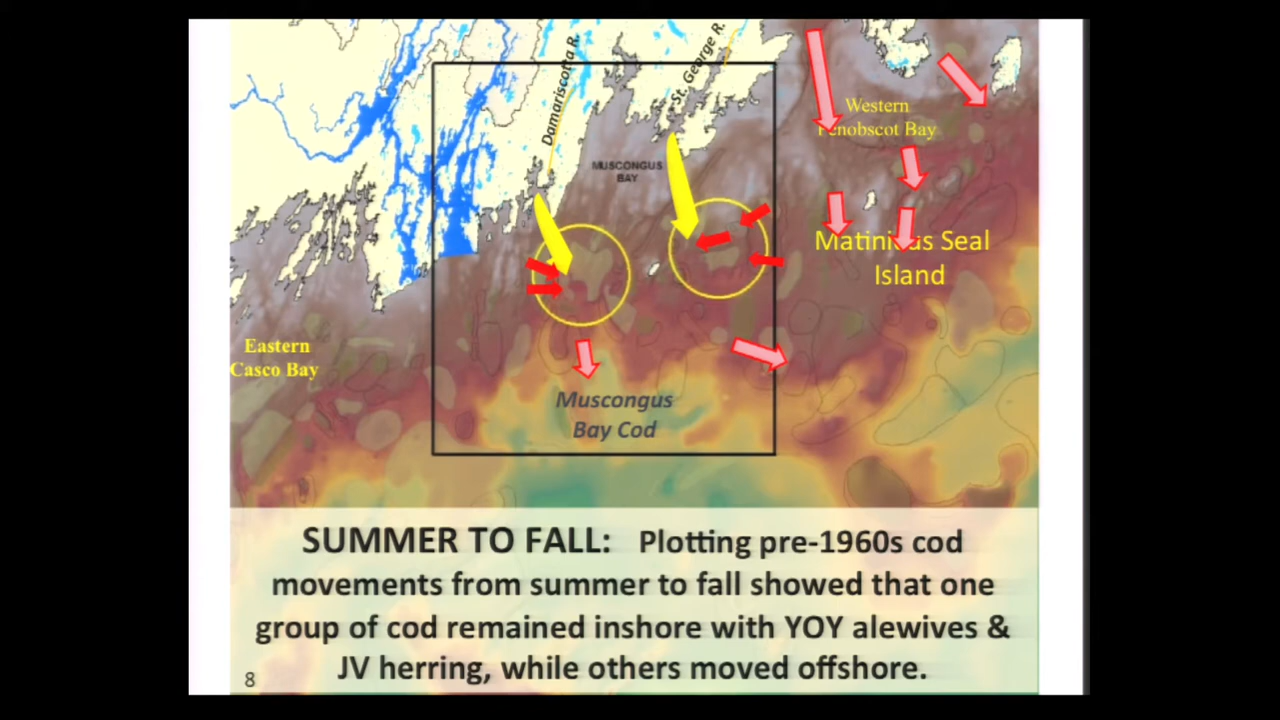 Damariscotta R.
St. George R.
Western
Penobscot Bay
MUSCONGUS
BAY
Matinicus Seal
Island
Eastern
Casco Bay
Muscongus
Bay Cod
SUMMER TO FALL: Plotting pre-1960s cod
movements from summer to fall showed that one
group of cod remained inshore with YOY alewives &
JV herring, while others moved offshore.
8